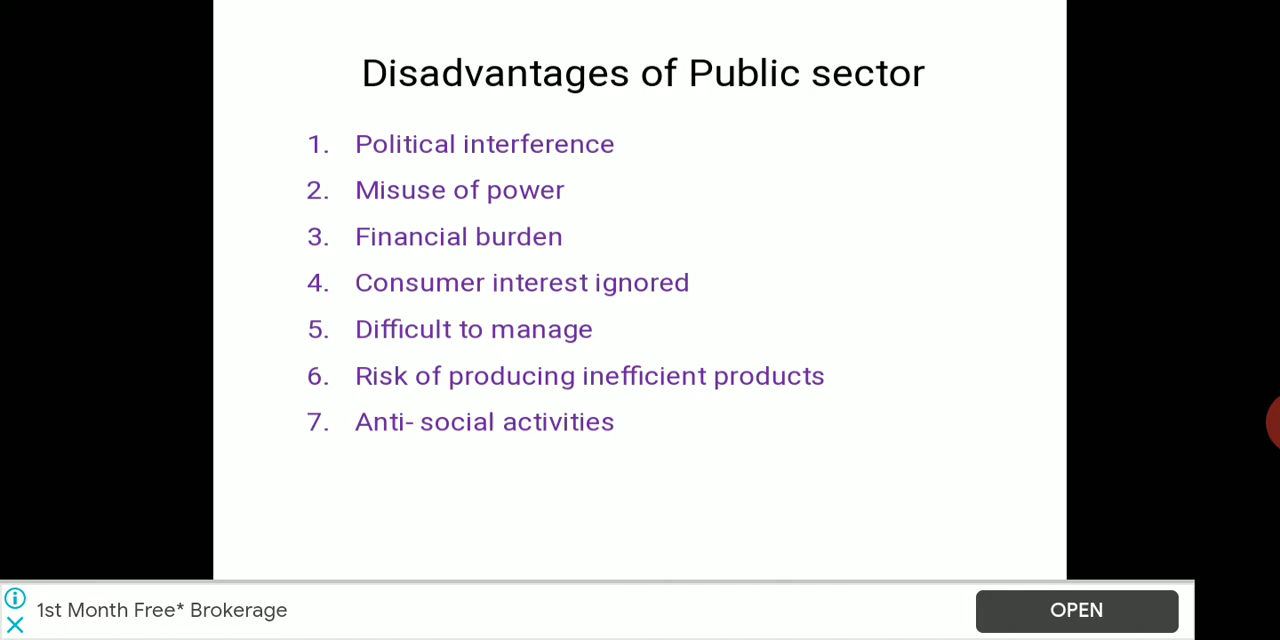 Disadvantages of Public sector
1. Political interference
2. Misuse of power
3. Financial burden
4. Consumer interest ignored
5. Difficult to manage
6. Risk of producing inefficient products
7. Anti- social activities
1st Month Free* Brokerage
OPEN